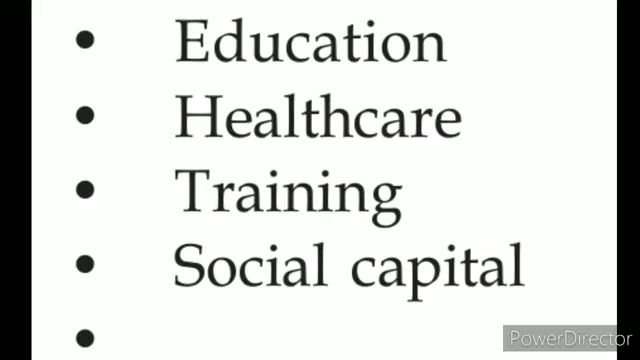 • Education
• Healthcare
• Training
• Social capital
•
PowerDirector